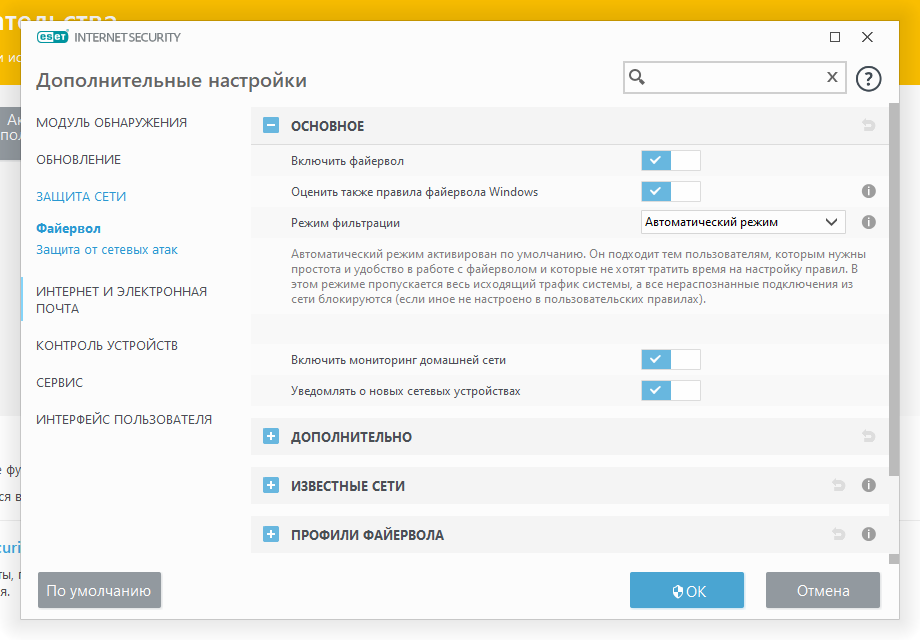 ательства
eset INTERNET SECURITY
Дополнительные настройки
X
?
МОДУЛЬ ОБНАРУЖЕНИЯ
ОБНОВЛЕНИЕ
ЗАЩИТА СЕТИ
Файервол
Защита от сетевых атак
ИНТЕРНЕТ И ЭЛЕКТРОННАЯ
ПОЧТА
КОНТРОЛЬ УСТРОЙСТВ
СЕРВИС
ИНТЕРФЕЙС ПОЛЬЗОВАТЕЛЯ
ОСНОВНОЕ
Включить файервол
Оценить также правила файервола Windows
Режим фильтрации
Автоматический режим
Автоматический режим активирован по умолчанию. Он подходит тем пользователям, которым нужны
простота и удобство в работе с файерволом и которые не хотят тратить время на настройку правил. В
этом режиме пропускается весь исходящий трафик системы, а все нераспознанные подключения из
сети блокируются (если иное не настроено в пользовательских правилах).
Включить мониторинг домашней сети
Уведомлять о новых сетевых устройствах
ДОПОЛНИТЕЛЬНО
ИЗВЕСТНЫЕ СЕТИ
ПРОФИЛИ ФАЙЕРВОЛА
По умолчанию
OK
Отмена